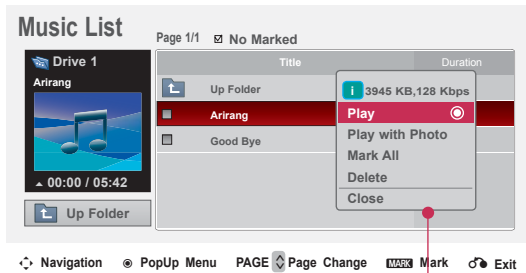 Music List
Page 1/1 No Marked
Drive 1
Arirang
00:00 / 05:42
Up Folder
Title Duration
Up Folder
Arirang
Good Bye
i 3945 KB,128 Kbps
Play
Play with Photo
Mark All
Delete
Close
Navigation PopUp Menu PAGE Page Change MARK Mark Exit